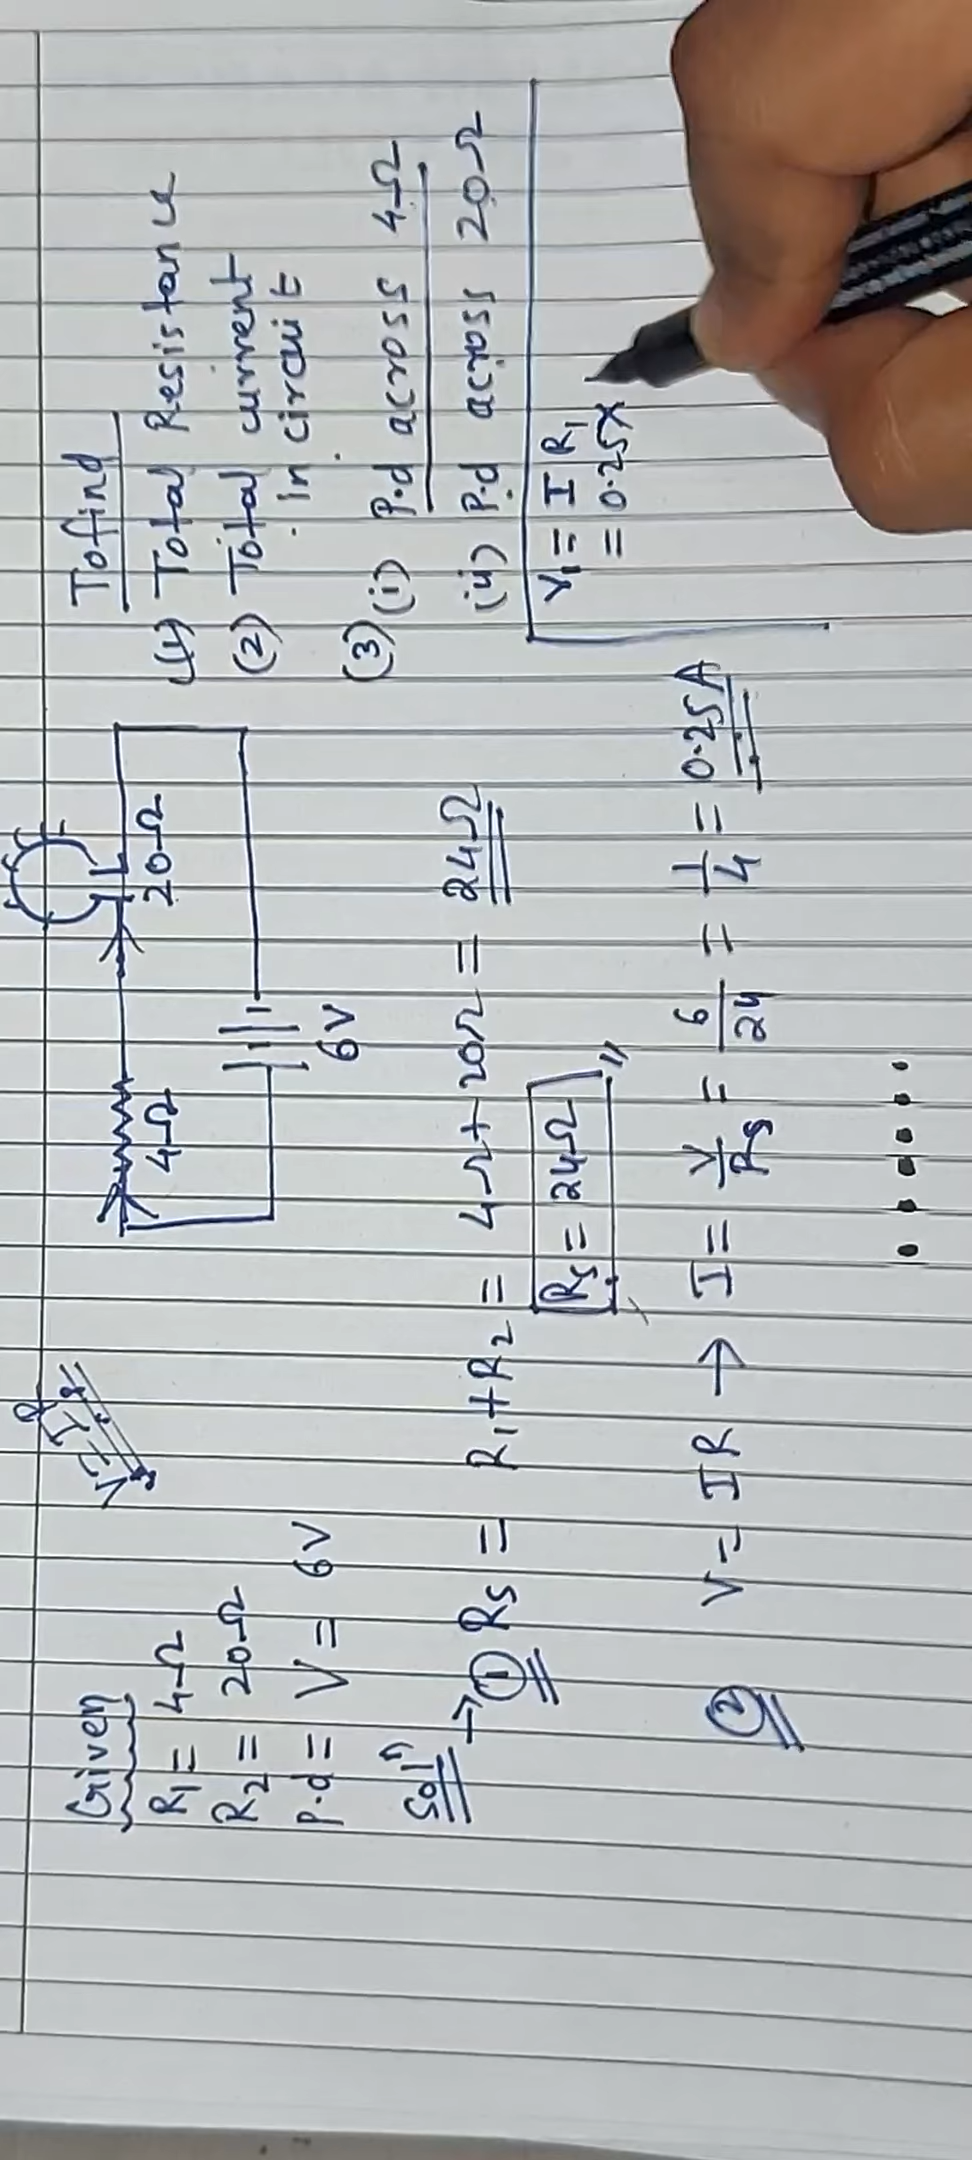 Given
R₁ = 4Ω
R₂ = 20Ω
P.d = V = 6V
V = IR
4Ω
20Ω
6V
To find
(1) Total Resistance
(2) Total current
in circuit
(3) (i) P.d across 4Ω
(ii) P.d across 20Ω
Solⁿ → ① Rs = R₁+R₂ = 4Ω+20Ω = 24Ω
Rs = 24Ω
② V = IR → I = V/Rs = 6/24 = 1/4 = 0.25A
V₁ = I R₁
= 0.25×